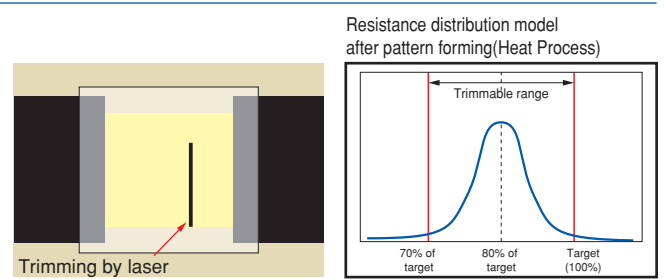 Resistance distribution model
after pattern forming(Heat Process)
Trimmable range
Trimming by laser
70% of
target
80% of
target
Target
(100%)